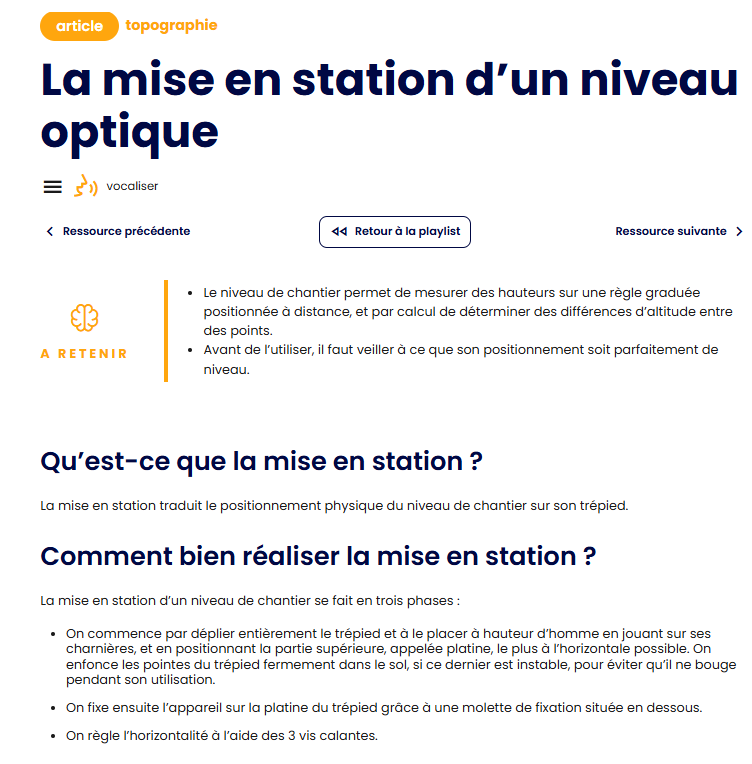 article topographie
La mise en station d’un niveau
optique
vocaliser
Ressource précédente Retour à la playlist Ressource suivante
A RETENIR
• Le niveau de chantier permet de mesurer des hauteurs sur une règle graduée
positionnée à distance, et par calcul de déterminer des différences d’altitude entre
des points.
• Avant de l’utiliser, il faut veiller à ce que son positionnement soit parfaitement de
niveau.
Qu’est-ce que la mise en station ?
La mise en station traduit le positionnement physique du niveau de chantier sur son trépied.
Comment bien réaliser la mise en station ?
La mise en station d’un niveau de chantier se fait en trois phases :
• On commence par déplier entièrement le trépied et à le placer à hauteur d’homme en jouant sur ses
charnières, et en positionnant la partie supérieure, appelée platine, le plus à l’horizontale possible. On
enfonce les pointes du trépied fermement dans le sol, si ce dernier est instable, pour éviter qu’il ne bouge
pendant son utilisation.
• On fixe ensuite l’appareil sur la platine du trépied grâce à une molette de fixation située en dessous.
• On règle l’horizontalité à l’aide des 3 vis calantes.